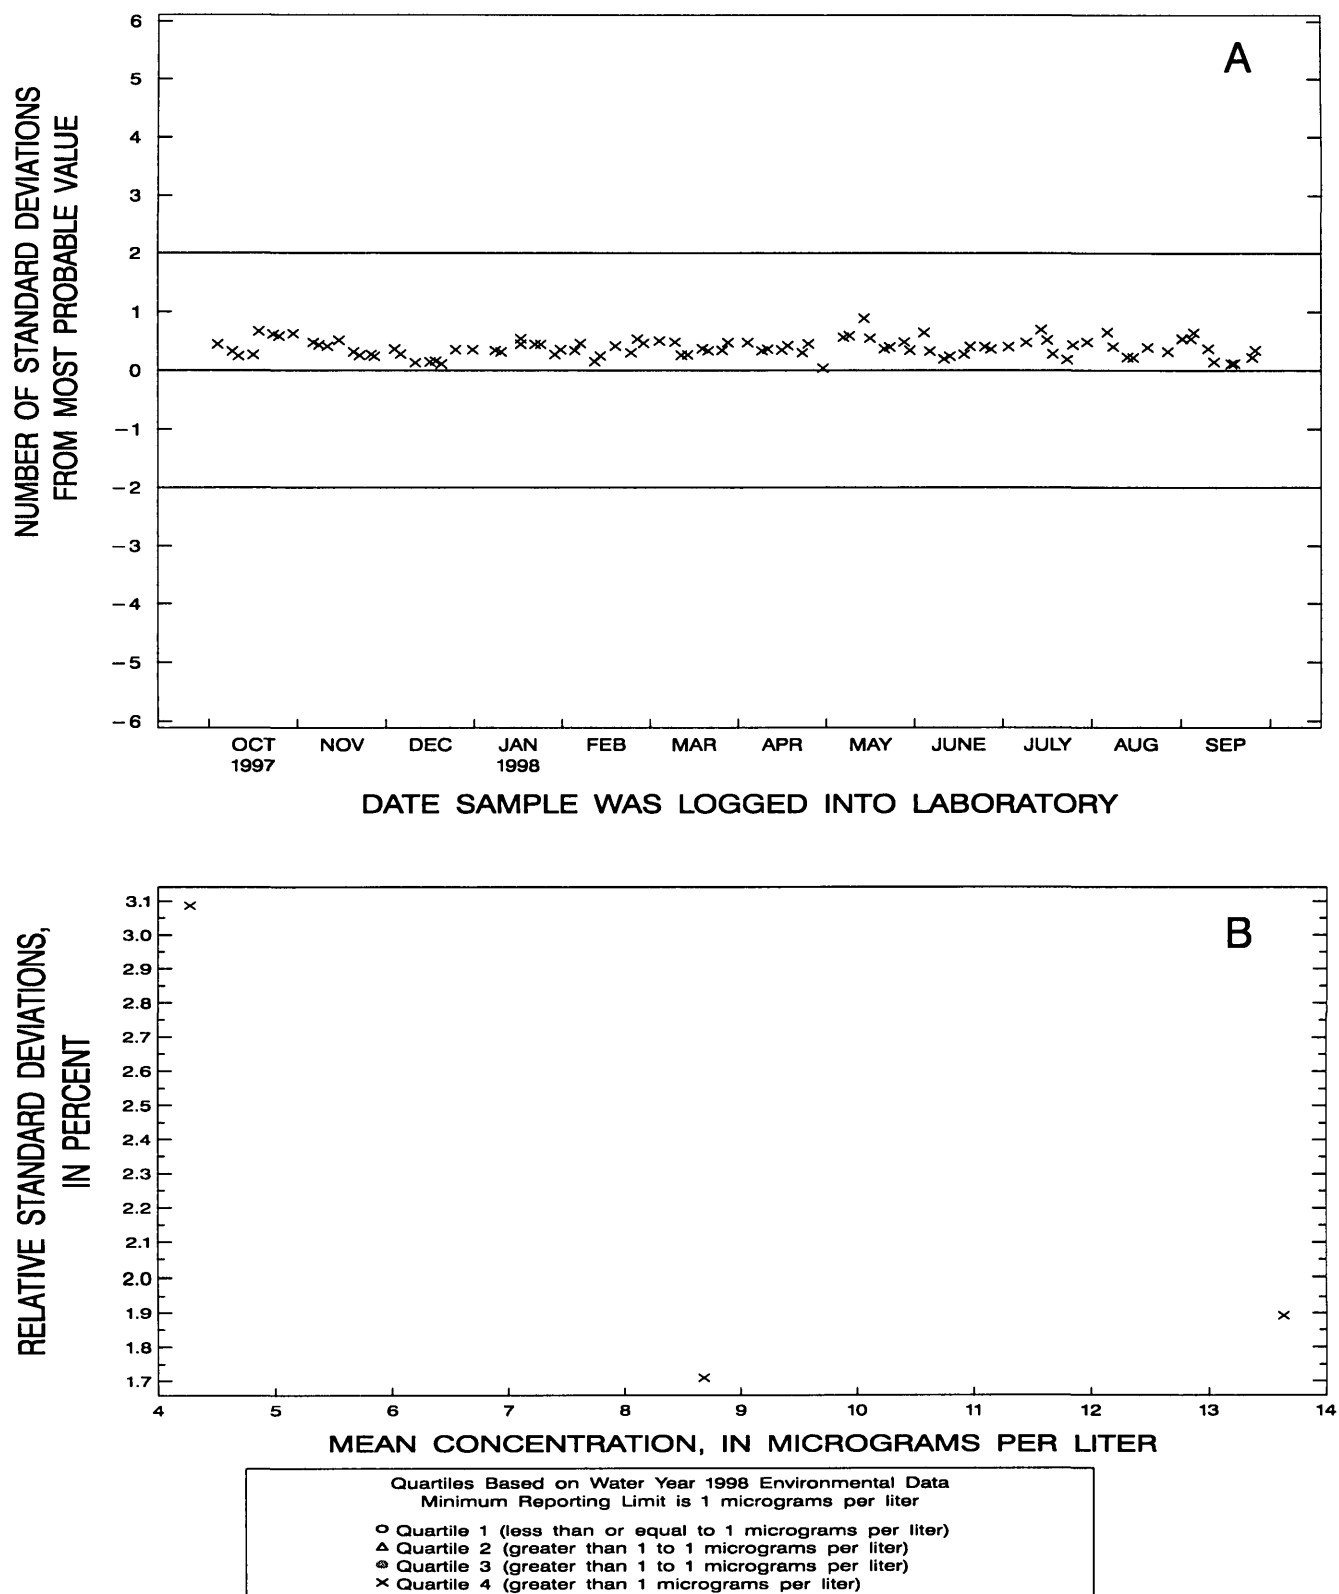 A
NUMBER OF STANDARD DEVIATIONS
FROM MOST PROBABLE VALUE
6
5
4
3
2
1
0
−1
−2
−3
−4
−5
−6
OCT NOV DEC JAN FEB MAR APR MAY JUNE JULY AUG SEP
1997 1998
DATE SAMPLE WAS LOGGED INTO LABORATORY
B
RELATIVE STANDARD DEVIATIONS,
IN PERCENT
3.1
3.0
2.9
2.8
2.7
2.6
2.5
2.4
2.3
2.2
2.1
2.0
1.9
1.8
1.7
4 5 6 7 8 9 10 11 12 13 14
MEAN CONCENTRATION, IN MICROGRAMS PER LITER
Quartiles Based on Water Year 1998 Environmental Data
Minimum Reporting Limit is 1 micrograms per liter
Quartile 1 (less than or equal to 1 micrograms per liter)
Quartile 2 (greater than 1 to 1 micrograms per liter)
Quartile 3 (greater than 1 to 1 micrograms per liter)
Quartile 4 (greater than 1 micrograms per liter)